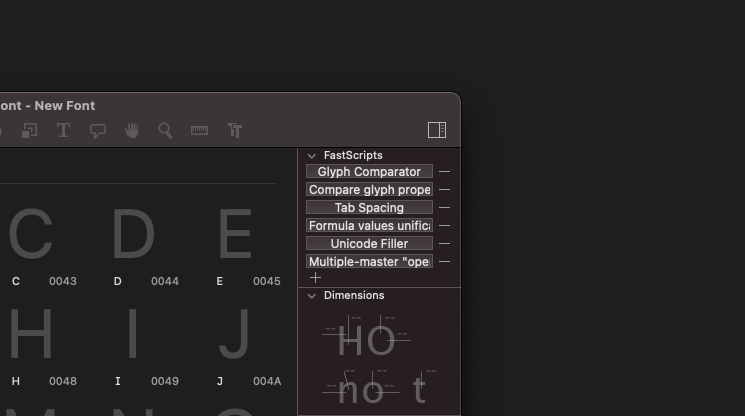 ont - New Font
FastScripts
Glyph Comparator
Compare glyph prope
Tab Spacing
Formula values unific
Unicode Filler
Multiple-master "ope
Dimensions
C D E
C 0043 D 0044 E 0045
H I J
H 0048 I 0049 J 004A
HO
no t